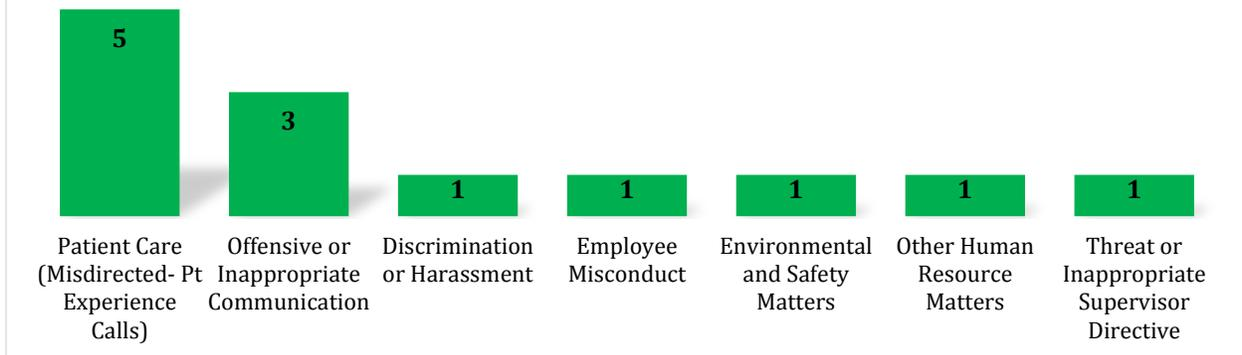 5
3
1
1
1
1
1
Patient Care
(Misdirected- Pt
Experience
Calls)
Offensive or
Inappropriate
Communication
Discrimination
or Harassment
Employee
Misconduct
Environmental
and Safety
Matters
Other Human
Resource
Matters
Threat or
Inappropriate
Supervisor
Directive